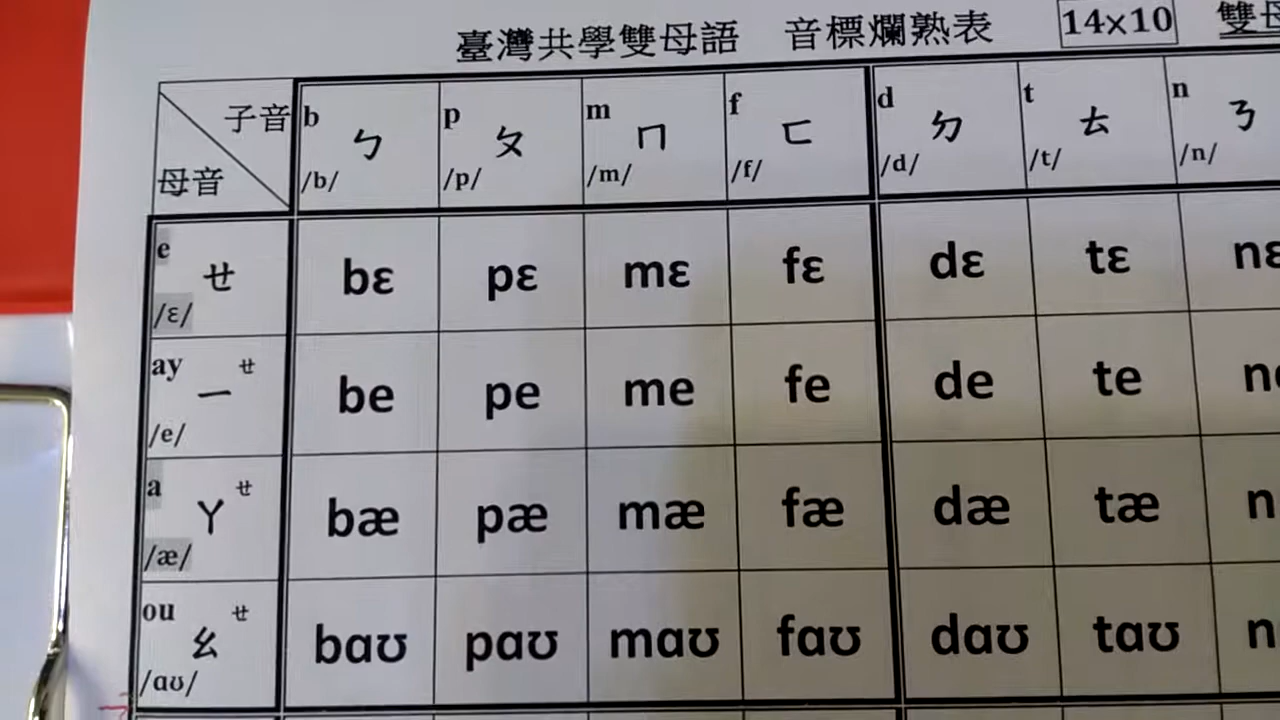 臺灣共學雙母語 音標爛熟表 14x10
子音 母音
b ㄅ /b/ p ㄆ /p/ m ㄇ /m/ f ㄈ /f/ d ㄉ /d/ t ㄊ /t/ n ㄋ /n/
e ㄝ /ɛ/ bɛ pɛ mɛ fɛ dɛ tɛ nɛ
ay ㄧㄝ /e/ be pe me fe de te
a ㄚㄝ /æ/ bæ pæ mæ fæ dæ tæ n
ou ㄠㄝ /ɑʊ/ bɑʊ pɑʊ mɑʊ fɑʊ dɑʊ tɑʊ n